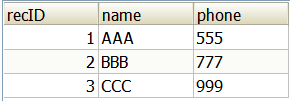 recID name phone
1 AAA 555
2 BBB 777
3 CCC 999